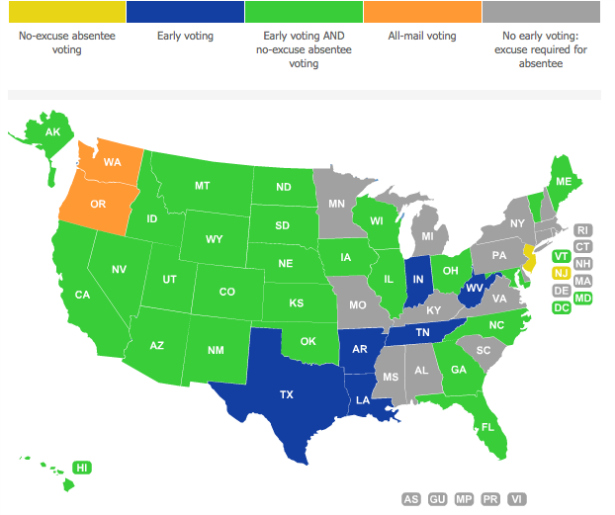 No-excuse absentee
voting
Early voting
Early voting AND
no-excuse absentee
voting
All-mail voting
No early voting:
excuse required for
absentee
AK
WA
OR
MT
ID
ND
SD
WY
NE
NV
UT
CO
CA
KS
AZ
NM
OK
TX
MN
WI
IA
IL
MO
AR
LA
MI
IN
OH
KY
TN
MS
AL
GA
FL
SC
NC
VA
WV
PA
NY
ME
RI
CT
VT
NH
NJ
MA
DE
MD
DC
HI
AS
GU
MP
PR
VI